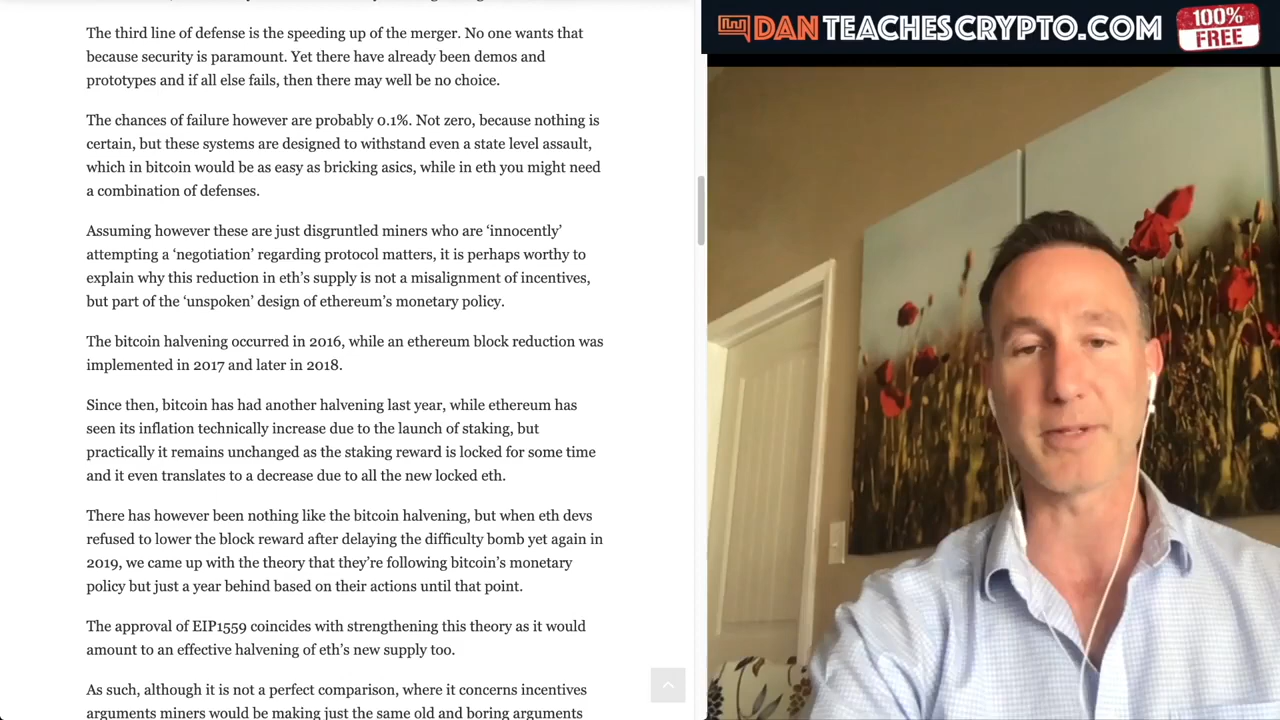 The third line of defense is the speeding up of the merger. No one wants that
because security is paramount. Yet there have already been demos and
prototypes and if all else fails, then there may well be no choice.
The chances of failure however are probably 0.1%. Not zero, because nothing is
certain, but these systems are designed to withstand even a state level assault,
which in bitcoin would be as easy as bricking asics, while in eth you might need
a combination of defenses.
Assuming however these are just disgruntled miners who are ‘innocently’
attempting a ‘negotiation’ regarding protocol matters, it is perhaps worthy to
explain why this reduction in eth’s supply is not a misalignment of incentives,
but part of the ‘unspoken’ design of ethereum’s monetary policy.
The bitcoin halvening occurred in 2016, while an ethereum block reduction was
implemented in 2017 and later in 2018.
Since then, bitcoin has had another halvening last year, while ethereum has
seen its inflation technically increase due to the launch of staking, but
practically it remains unchanged as the staking reward is locked for some time
and it even translates to a decrease due to all the new locked eth.
There has however been nothing like the bitcoin halvening, but when eth devs
refused to lower the block reward after delaying the difficulty bomb yet again in
2019, we came up with the theory that they’re following bitcoin’s monetary
policy but just a year behind based on their actions until that point.
The approval of EIP1559 coincides with strengthening this theory as it would
amount to an effective halvening of eth’s new supply too.
As such, although it is not a perfect comparison, where it concerns incentives
arguments miners would be making just the same old and boring arguments
DANTEACHESCRYPTO.COM
100%
FREE